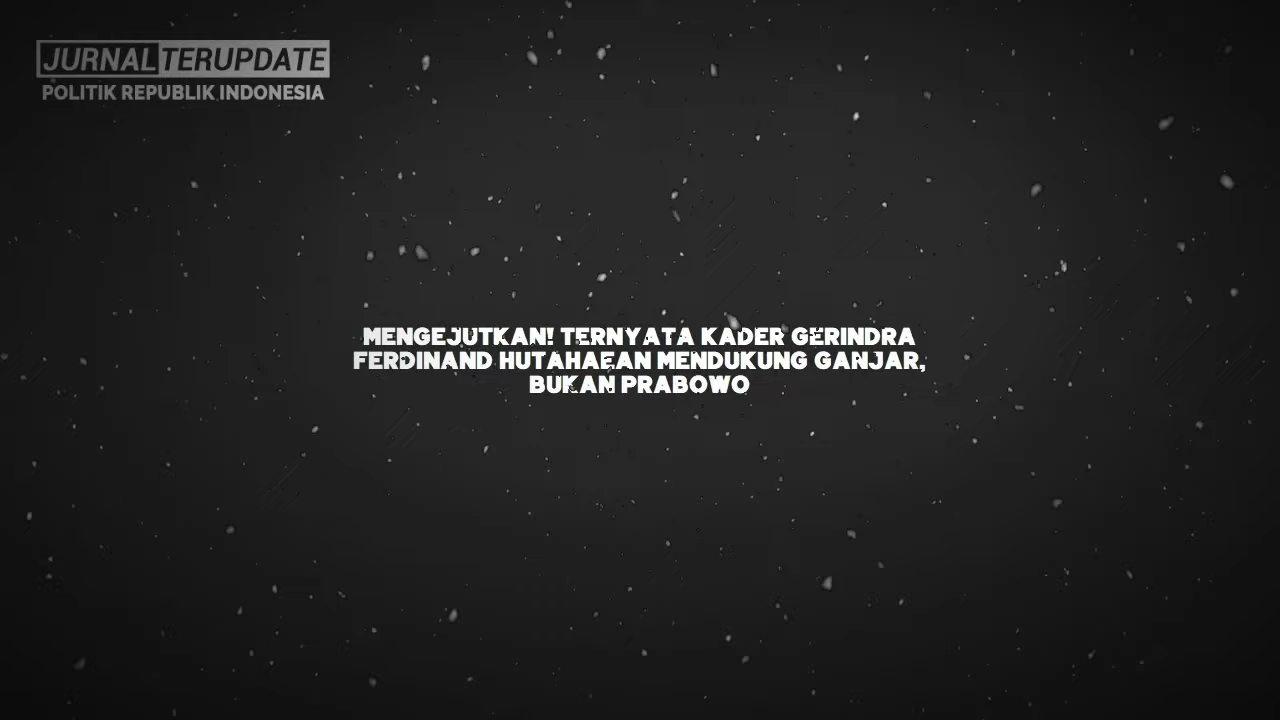 JURNALTERUPDATE
POLITIK REPUBLIK INDONESIA
MENGEJUTKAN! TERNYATA KADER GERINDRA
FERDINAND HUTAHAEAN MENDUKUNG GANJAR,
BUKAN PRABOWO